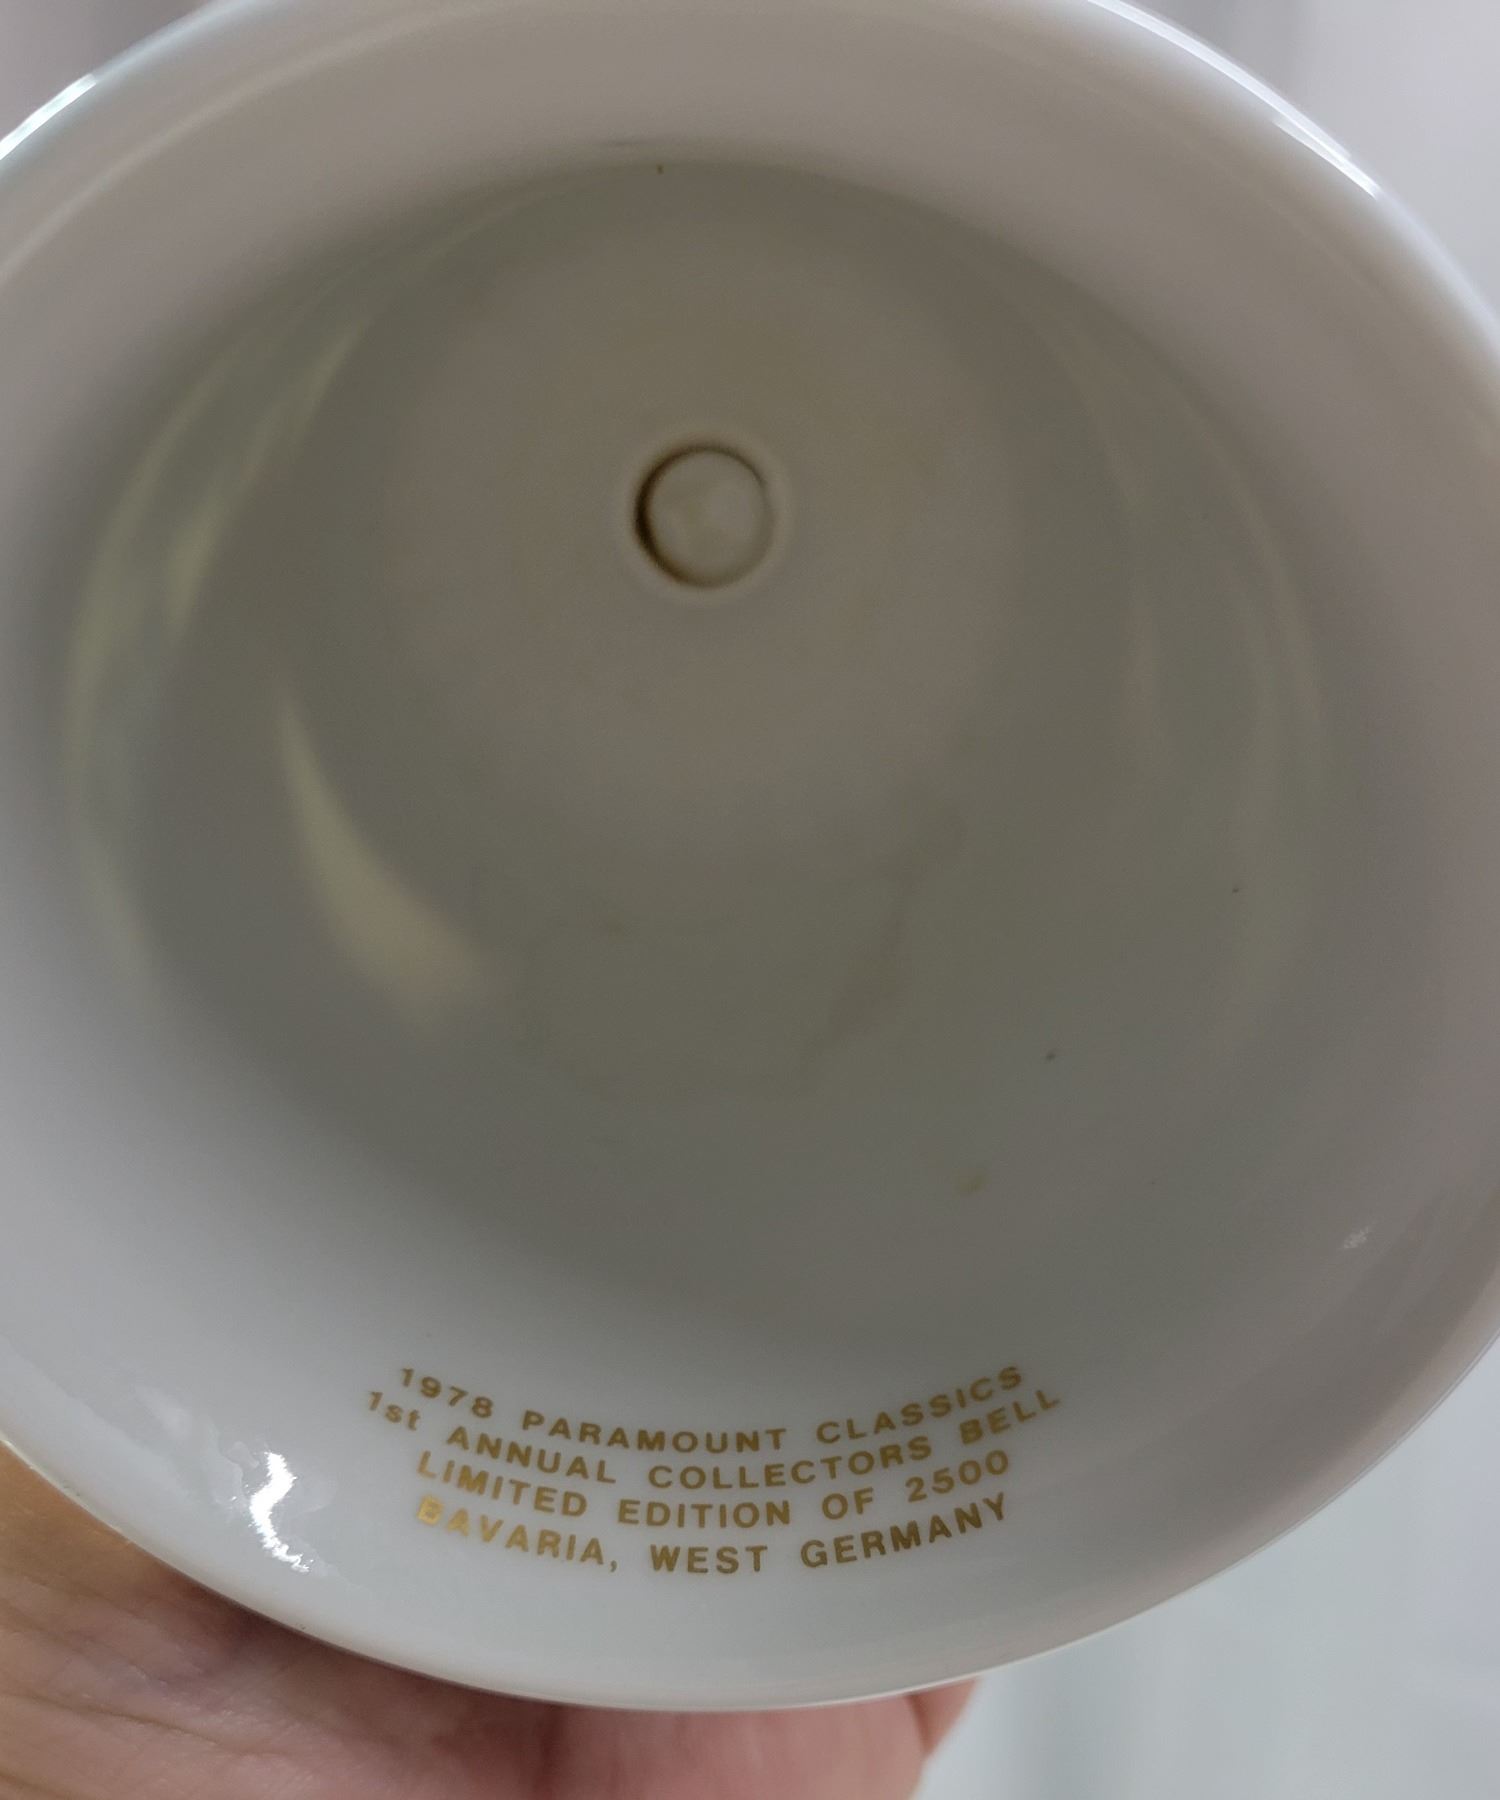 1978 PARAMOUNT CLASSICS
1st ANNUAL COLLECTORS BELL
LIMITED EDITION OF 2500
BAVARIA, WEST GERMANY